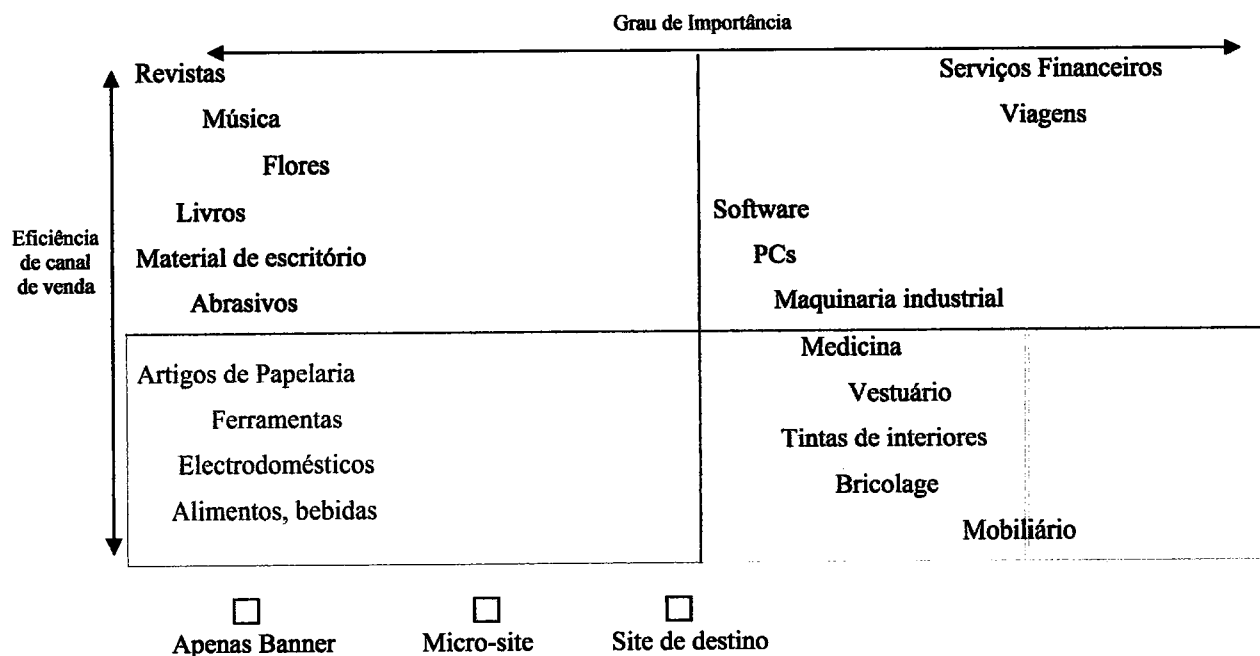 Grau de Importância
Revistas
Serviços Financeiros
Música
Viagens
Flores
Livros
Software
Eficiência
de canal
de venda
Material de escritório
PCs
Abrasivos
Maquinaria industrial
Medicina
Artigos de Papelaria
Vestuário
Ferramentas
Tintas de interiores
Electrodomésticos
Bricolage
Alimentos, bebidas
Mobiliário
Apenas Banner
Micro-site
Site de destino